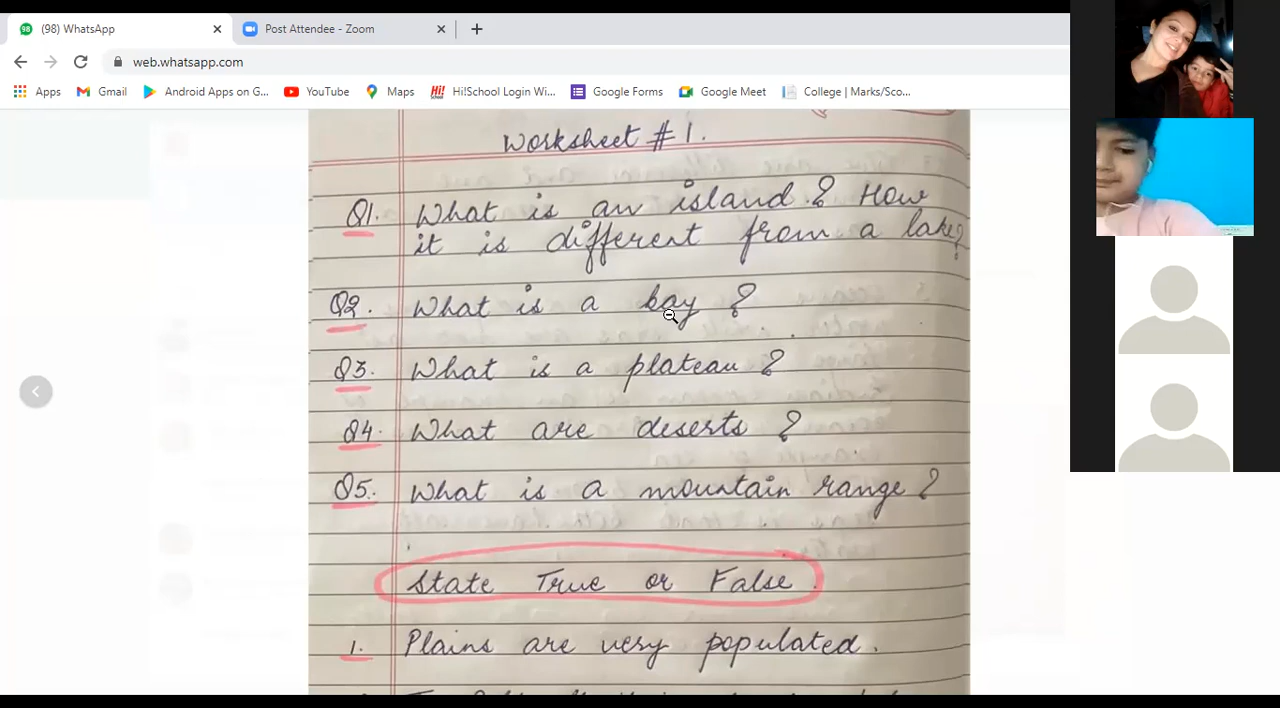 (98) WhatsApp
Post Attendee - Zoom
web.whatsapp.com
Apps
Gmail
Android Apps on G...
YouTube
Maps
Hi!School Login Wi...
Google Forms
Google Meet
College | Marks/Sco...
Worksheet #1.
Q1. What is an island ? How
it is different from a lake?
Q2. What is a bay ?
Q3. What is a plateau ?
Q4. What are deserts ?
Q5. What is a mountain range ?
State True or False.
1. Plains are very populated.